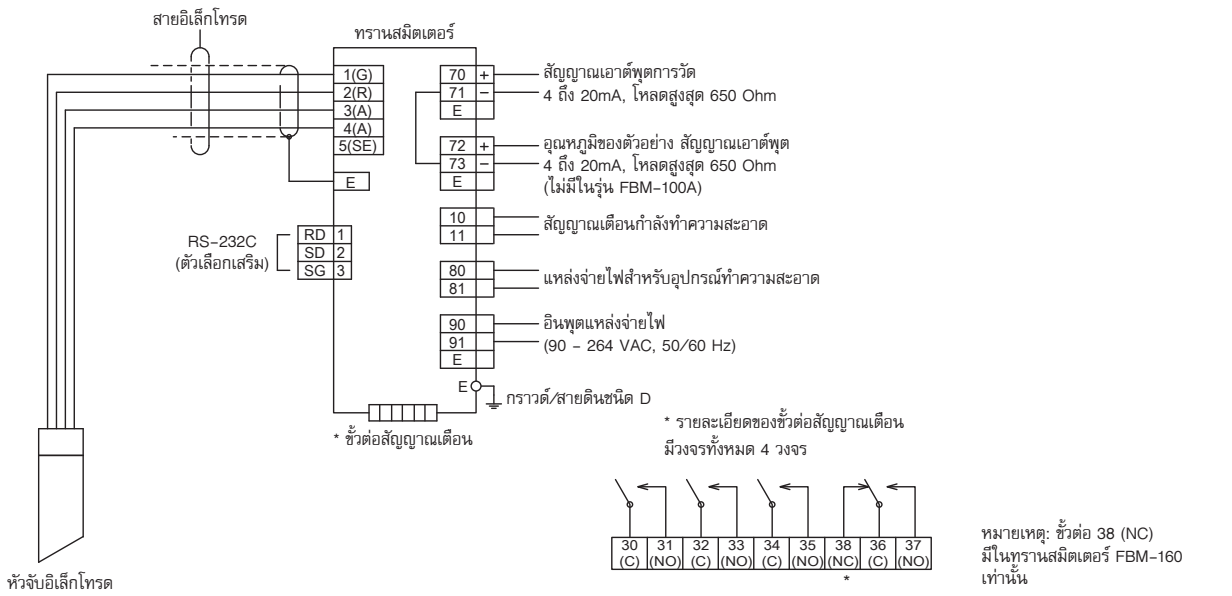 สายอิเล็กโทรด
ทรานสมิตเตอร์
1(G)
2(R)
3(A)
4(A)
5(SE)
E
70 +
71 −
E
สัญญาณเอาต์พุตการวัด
4 ถึง 20mA, โหลดสูงสุด 650 Ohm
72 +
73 −
E
อุณหภูมิของตัวอย่าง สัญญาณเอาต์พุต
4 ถึง 20mA, โหลดสูงสุด 650 Ohm
(ไม่มีในรุ่น FBM-100A)
10
11
สัญญาณเตือนกำลังทำความสะอาด
RS-232C
(ตัวเลือกเสริม)
RD 1
SD 2
SG 3
80
81
แหล่งจ่ายไฟสำหรับอุปกรณ์ทำความสะอาด
90
91
E
อินพุตแหล่งจ่ายไฟ
(90 - 264 VAC, 50/60 Hz)
E
กราวด์/สายดินชนิด D
* ขั้วต่อสัญญาณเตือน
* รายละเอียดของขั้วต่อสัญญาณเตือน
มีวงจรทั้งหมด 4 วงจร
30 31 32 33 34 35 38 36 37
(C) (NO) (C) (NO) (C) (NO) (NC) (C) (NO)
*
หมายเหตุ: ขั้วต่อ 38 (NC)
มีในทรานสมิตเตอร์ FBM-160
เท่านั้น
หัวจับอิเล็กโทรด